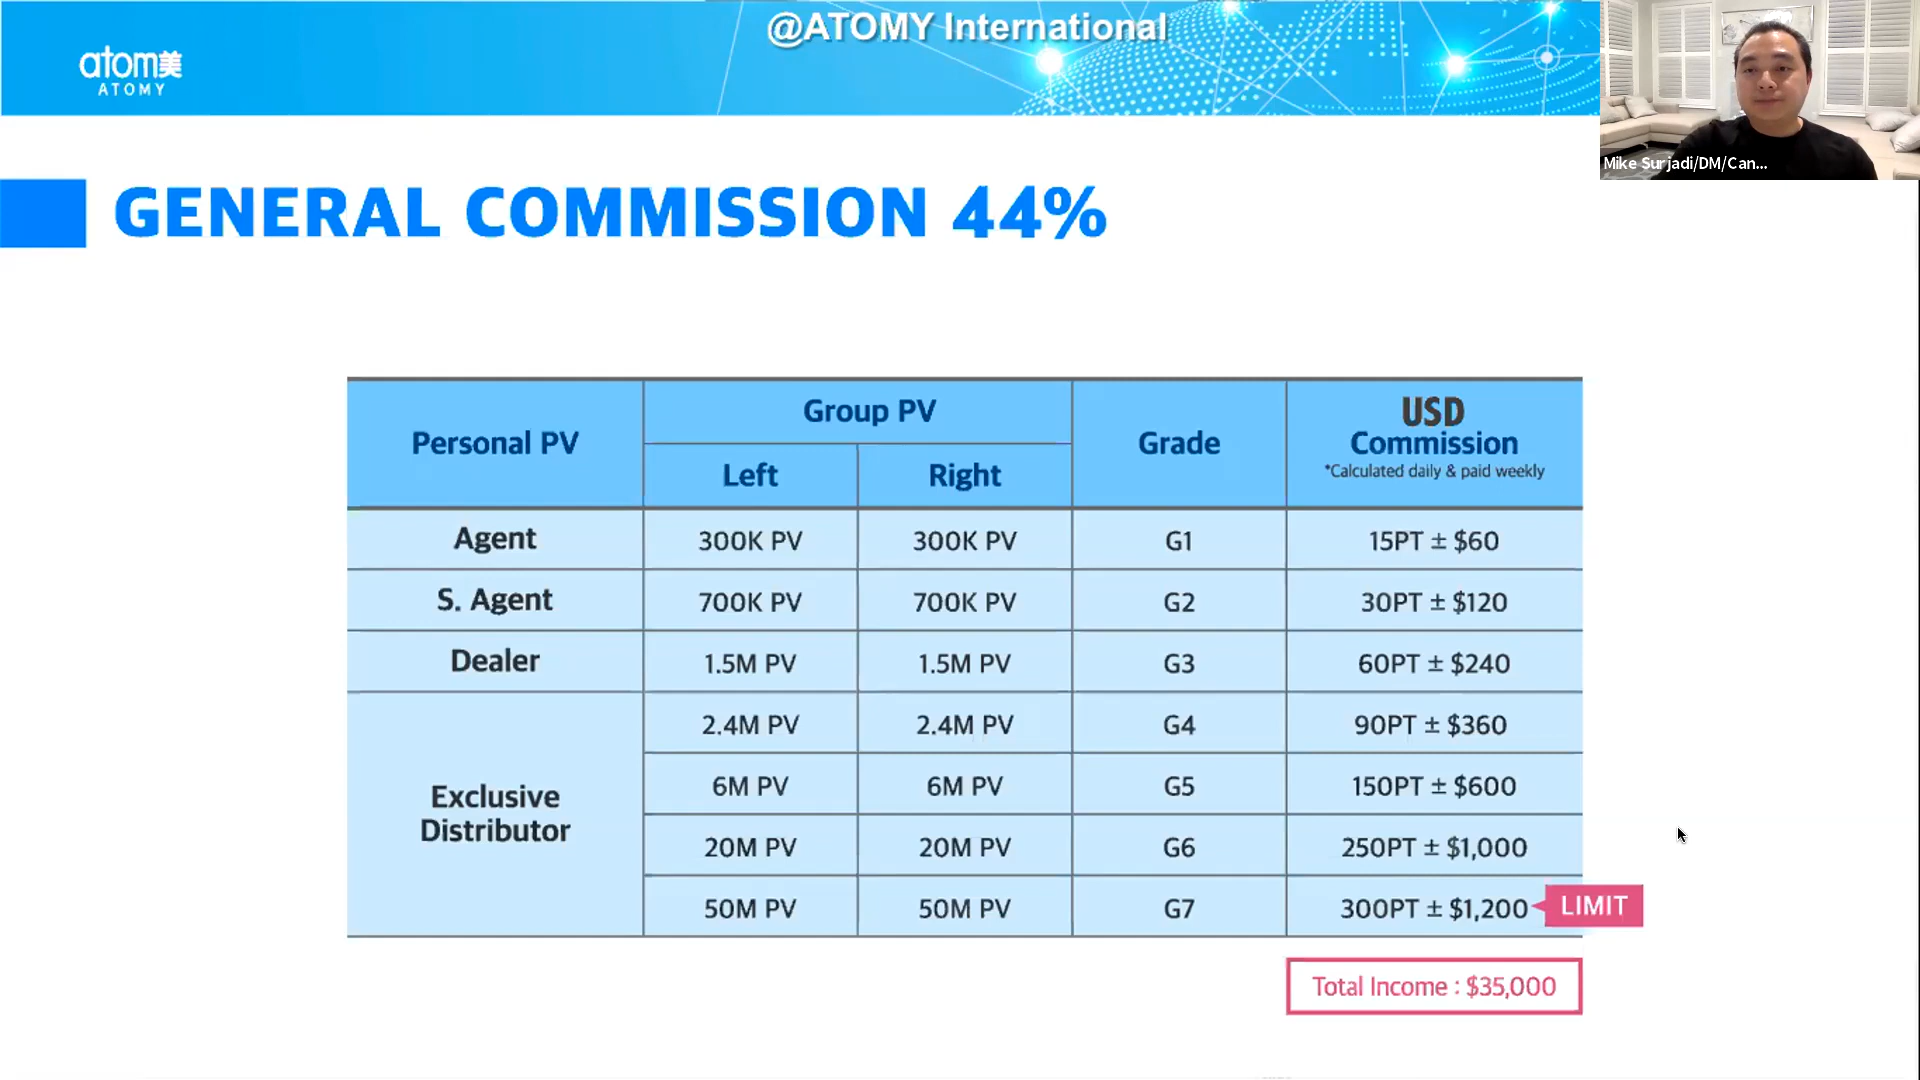 @ATOMY International
atom美
ATOMY
Mike Surjadi/DM/Can...
GENERAL COMMISSION 44%
Personal PV
Group PV
Left
Right
Grade
USD
Commission
*Calculated daily & paid weekly
Agent
300K PV
300K PV
G1
15PT ± $60
S. Agent
700K PV
700K PV
G2
30PT ± $120
Dealer
1.5M PV
1.5M PV
G3
60PT ± $240
Exclusive
Distributor
2.4M PV
2.4M PV
G4
90PT ± $360
6M PV
6M PV
G5
150PT ± $600
20M PV
20M PV
G6
250PT ± $1,000
50M PV
50M PV
G7
300PT ± $1,200
LIMIT
Total Income : $35,000